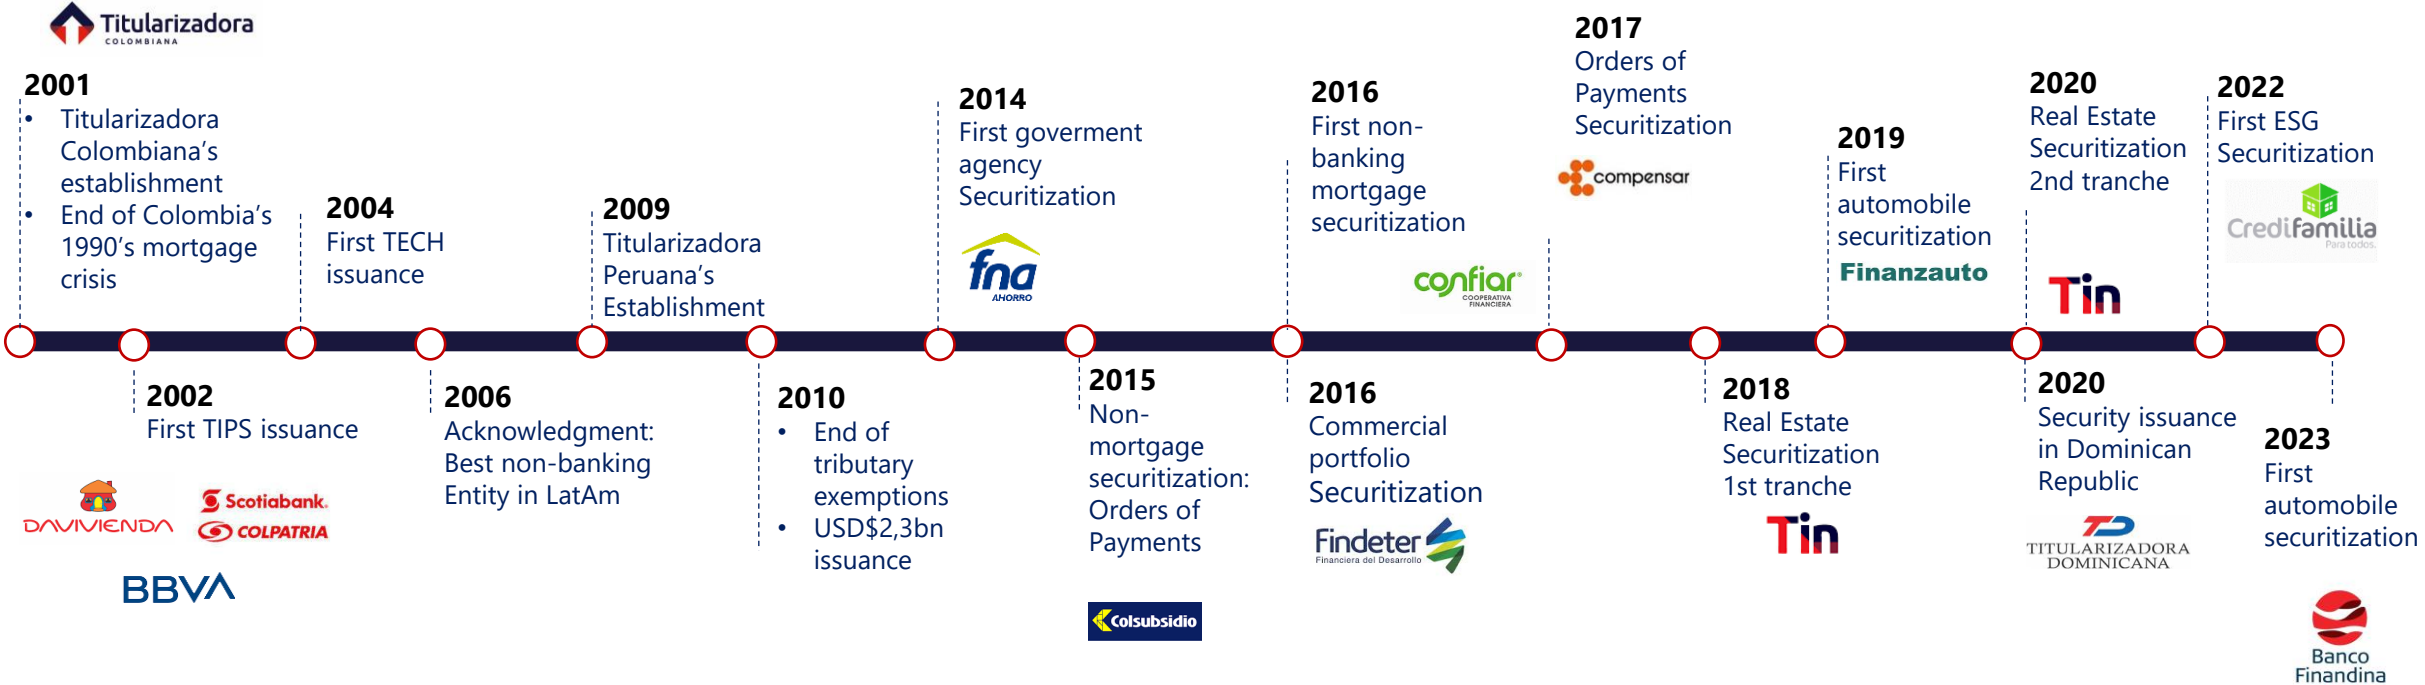 Titularizadora
COLOMBIANA
2001
• Titularizadora
Colombiana’s
establishment
• End of Colombia’s
1990’s mortgage
crisis
2002
First TIPS issuance
DAVIVIENDA
Scotiabank.
COLPATRIA
BBVA
2004
First TECH
issuance
2006
Acknowledgment:
Best non-banking
Entity in LatAm
2009
Titularizadora
Peruana’s
Establishment
2010
• End of
tributary
exemptions
• USD$2,3bn
issuance
2014
First goverment
agency
Securitization
fna
AHORRO
2015
Non-
mortgage
securitization:
Orders of
Payments
Colsubsidio
2016
First non-
banking
mortgage
securitization
confiar®
COOPERATIVA
FINANCIERA
2016
Commercial
portfolio
Securitization
Findeter
Financiera del Desarrollo
2017
Orders of
Payments
Securitization
compensar
2018
Real Estate
Securitization
1st tranche
Tin
2019
First
automobile
securitization
Finanzauto
2020
Real Estate
Securitization
2nd tranche
Tin
2020
Security issuance
in Dominican
Republic
TITULARIZADORA
DOMINICANA
2022
First ESG
Securitization
Credifamilia
Para todos.
2023
First
automobile
securitization
Banco
Finandina